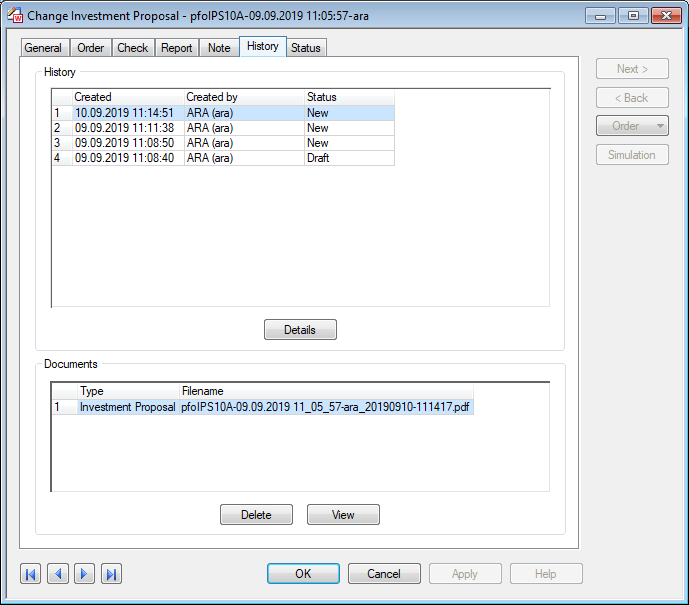 Change Investment Proposal - pfoIPS10A-09.09.2019 11:05:57-ara
General Order Check Report Note History Status
History
Created Created by Status
1 10.09.2019 11:14:51 ARA (ara) New
2 09.09.2019 11:11:38 ARA (ara) New
3 09.09.2019 11:08:50 ARA (ara) New
4 09.09.2019 11:08:40 ARA (ara) Draft
Details
Next >
< Back
Order
Simulation
Documents
Type Filename
1 Investment Proposal pfoIPS10A-09.09.2019 11_05_57-ara_20190910-111417.pdf
Delete View
OK Cancel Apply Help